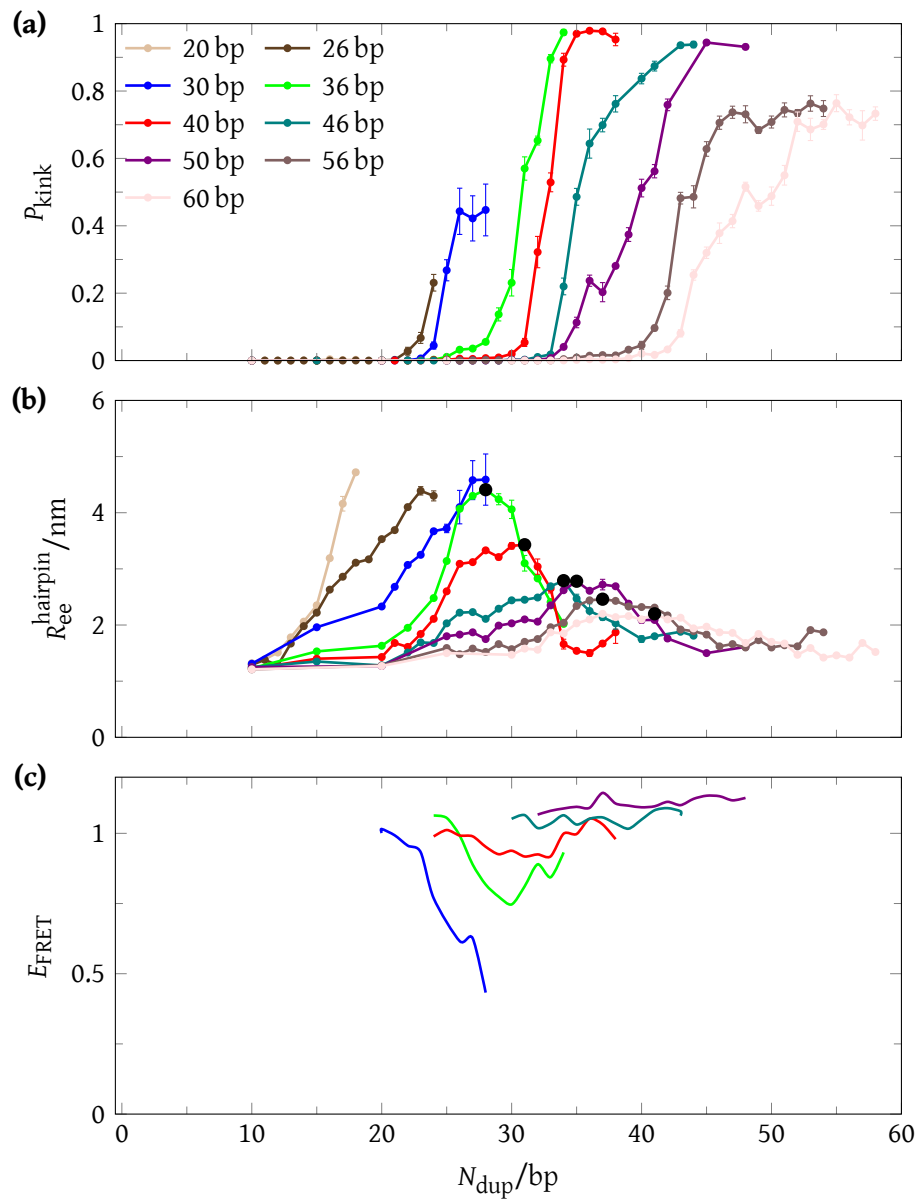 (a)
1
0.8
0.6
0.4
0.2
0
P_kink
20 bp 26 bp
30 bp 36 bp
40 bp 46 bp
50 bp 56 bp
60 bp
(b)
6
4
2
0
R_ee^hairpin/nm
(c)
1
0.5
0
E_FRET
0 10 20 30 40 50 60
N_dup/bp